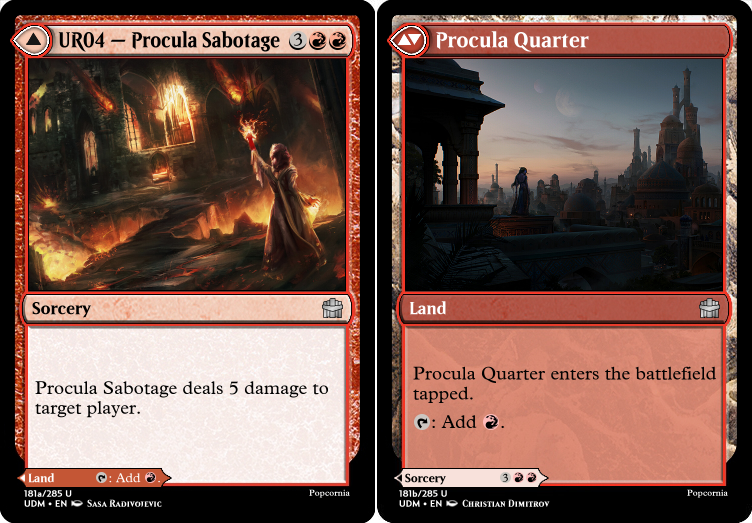 UR04 — Procula Sabotage 3
Sorcery
Procula Sabotage deals 5 damage to
target player.
Land : Add .
181a/285 U Popcornia
UDM • EN Sasa Radivojevic
Procula Quarter
Land
Procula Quarter enters the battlefield
tapped.
: Add .
Sorcery 3
181b/285 U Popcornia
UDM • EN Christian Dimitrov